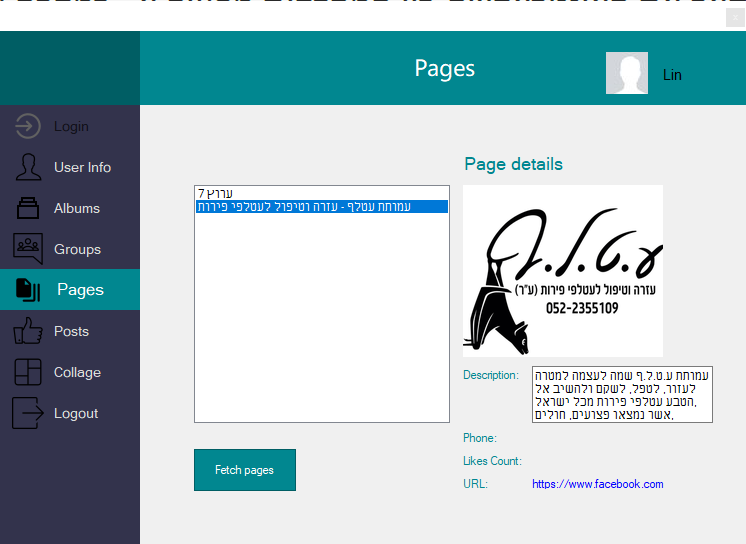 Pages
Lin
Login
User Info
Albums
Groups
Pages
Posts
Collage
Logout
ערוץ 7
עמותת עטלף - עזרה וטיפול לעטלפי פירות
Fetch pages
Page details
ע.ט.ל.ף
עזרה וטיפול לעטלפי פירות (ע"ר)
052-2355109
Description:
עמותת ע.ט.ל.ף שמה לעצמה למטרה
לעזור, לטפל, לשקם ולהשיב אל
הטבע עטלפי פירות מכל ישראל,
אשר נמצאו פצועים, חולים,
Phone:
Likes Count:
URL:
https://www.facebook.com